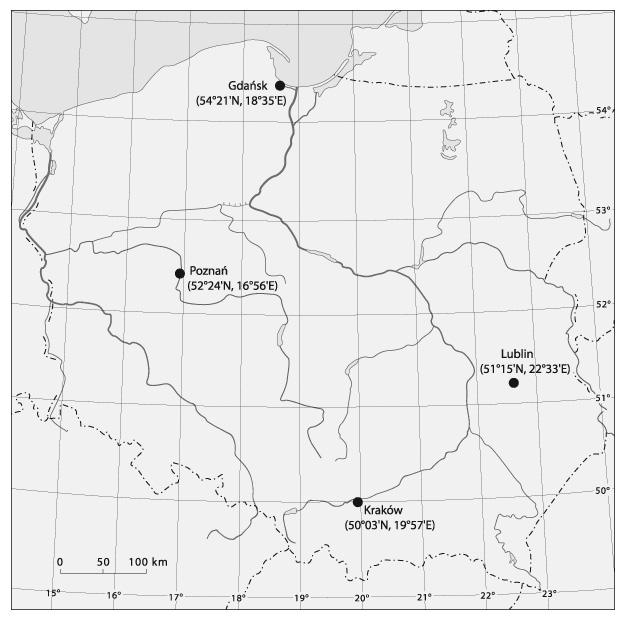 Gdańsk
(54°21'N, 18°35'E)
54°
53°
Poznań
(52°24'N, 16°56'E)
52°
Lublin
(51°15'N, 22°33'E)
51°
50°
Kraków
(50°03'N, 19°57'E)
0 50 100 km
15° 16° 17° 18° 19° 20° 21° 22° 23°